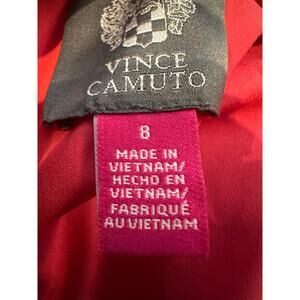 VINCE
CAMUTO
8
MADE IN
VIETNAM/
HECHO EN
VIETNAM/
FABRIQUÉ
AU VIETNAM